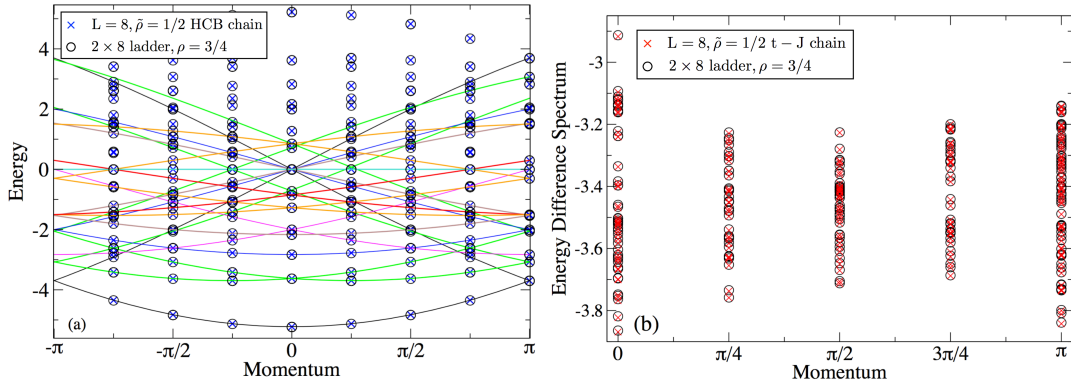 L = 8, ρ̃ = 1/2 HCB chain
2 × 8 ladder, ρ = 3/4
Energy
4
2
0
-2
-4
(a)
-π
-π/2
0
π/2
π
Momentum
L = 8, ρ̃ = 1/2 t − J chain
2 × 8 ladder, ρ = 3/4
Energy Difference Spectrum
-3
-3.2
-3.4
-3.6
-3.8
(b)
0
π/4
π/2
3π/4
π
Momentum